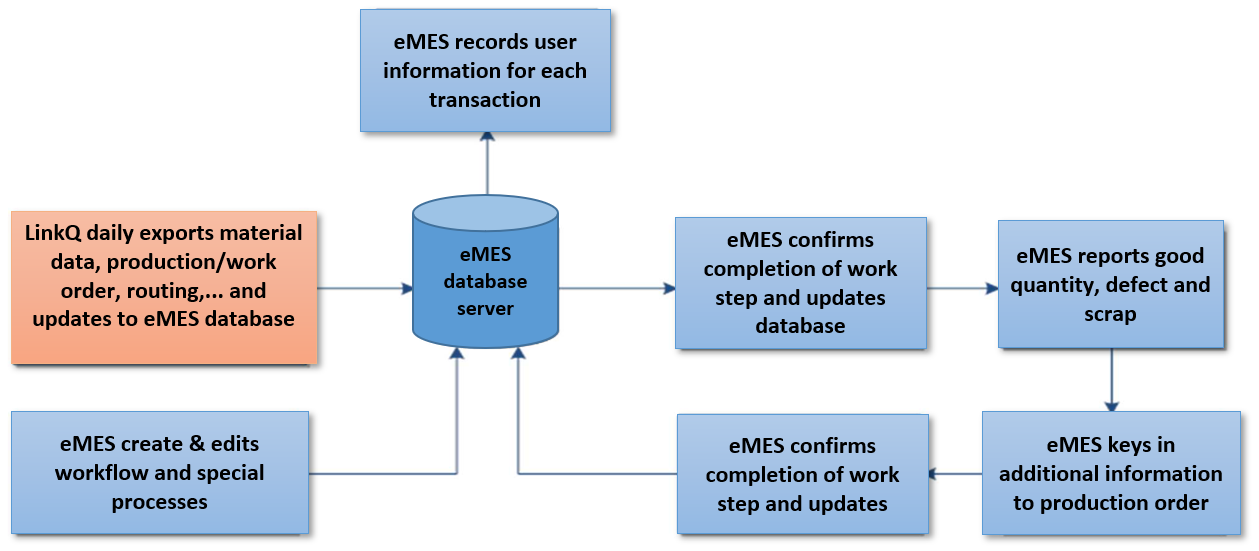 eMES records user
information for each
transaction
LinkQ daily exports material
data, production/work
order, routing,... and
updates to eMES database
eMES
database
server
eMES confirms
completion of work
step and updates
database
eMES reports good
quantity, defect and
scrap
eMES create & edits
workflow and special
processes
eMES confirms
completion of work
step and updates
eMES keys in
additional information
to production order